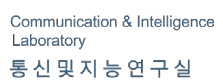 Communication & Intelligence
Laboratory
통신및지능연구실